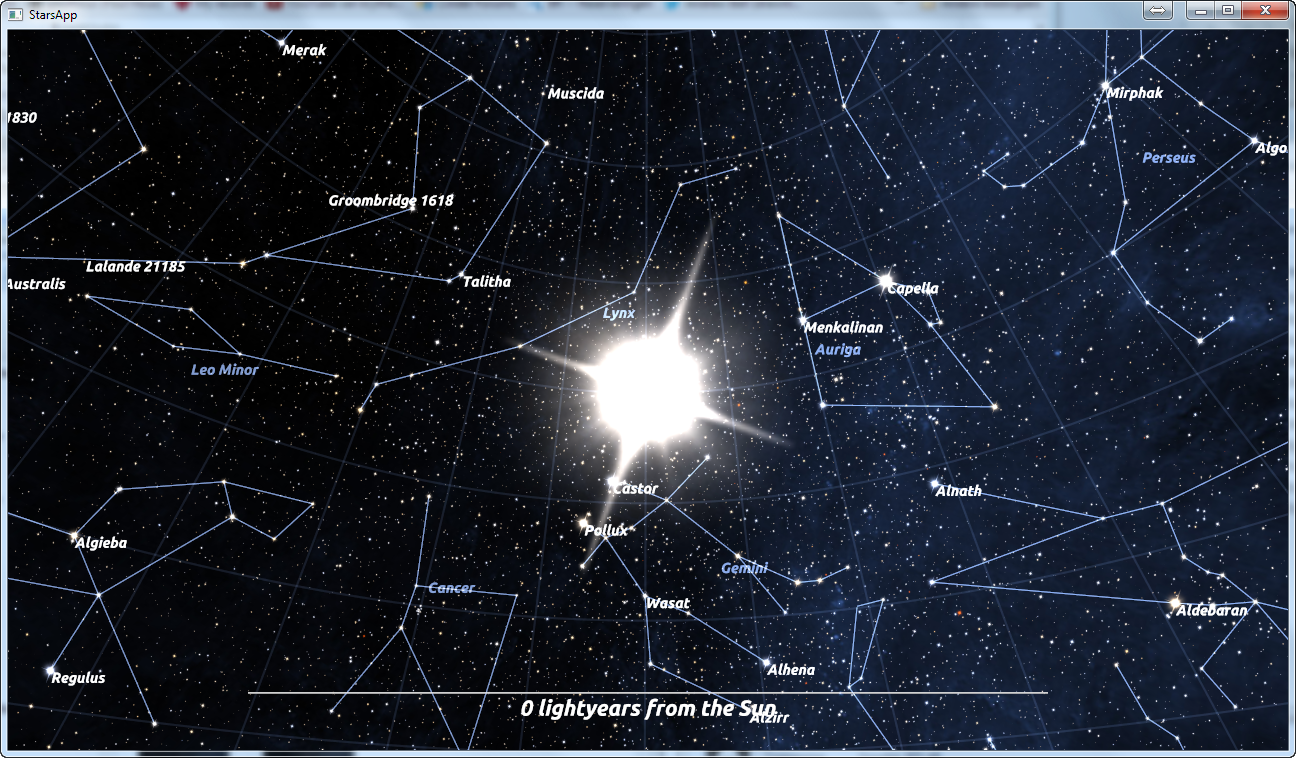 StarsApp
Merak
Muscida
Mirphak
1830
Algo
Perseus
Groombridge 1618
Lalande 21185
Talitha
Australis
Capella
Lynx
Menkalinan
Auriga
Leo Minor
Castor
Alnath
Pollux
Algieba
Gemini
Cancer
Wasat
Aldebaran
Alhena
Regulus
0 lightyears from the Sun
Alzirr